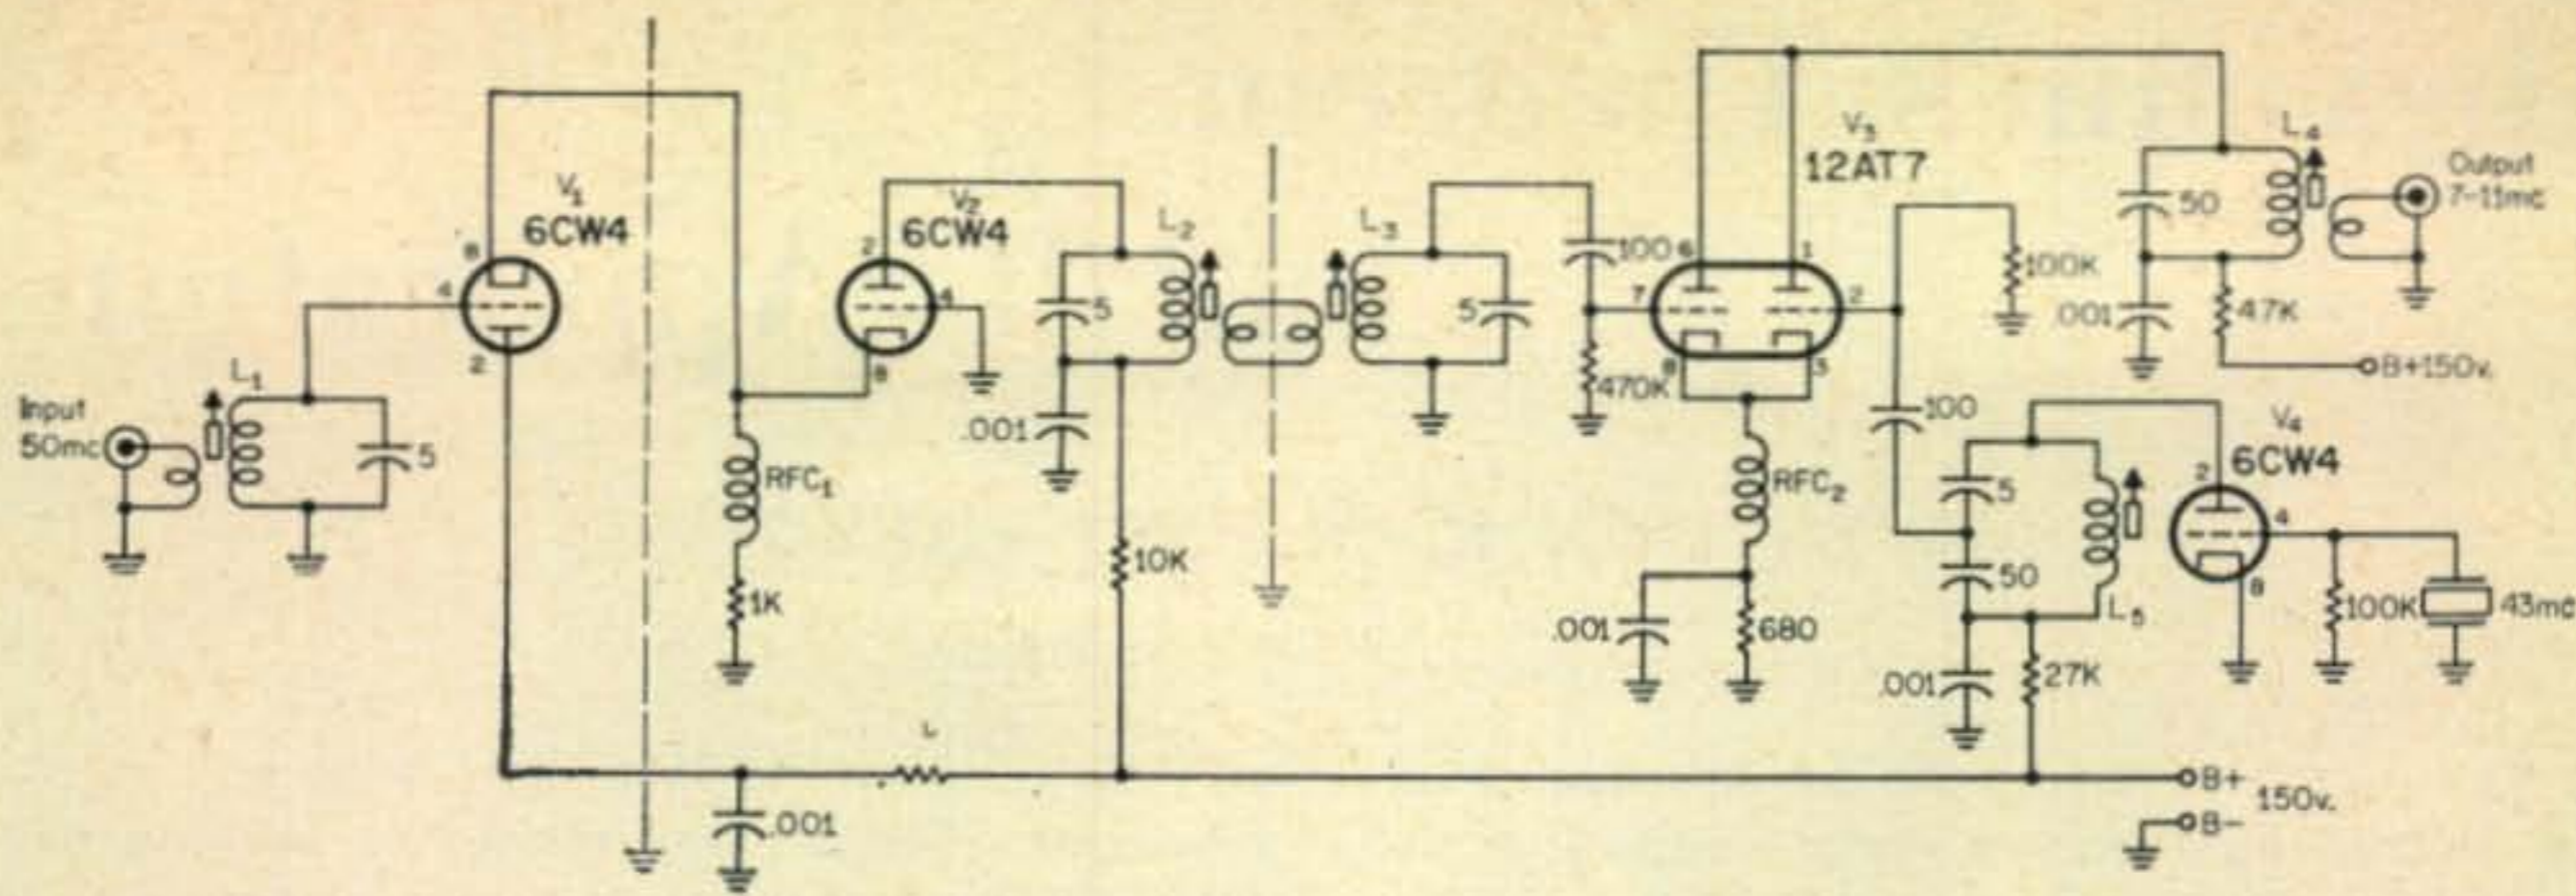 Input
50mc
L1
5
V1
6CW4
8
4
2
RFC1
1K
.001
V2
6CW4
2
4
8
5
.001
L2
10K
L3
5
100
470K
V3
12AT7
6
1
7
2
8
3
RFC2
.001
680
100K
100
5
50
.001
27K
L5
L4
50
.001
47K
Output
7-11mc
B+150v.
V4
6CW4
2
4
8
100K
43mc
B+
150v.
B-